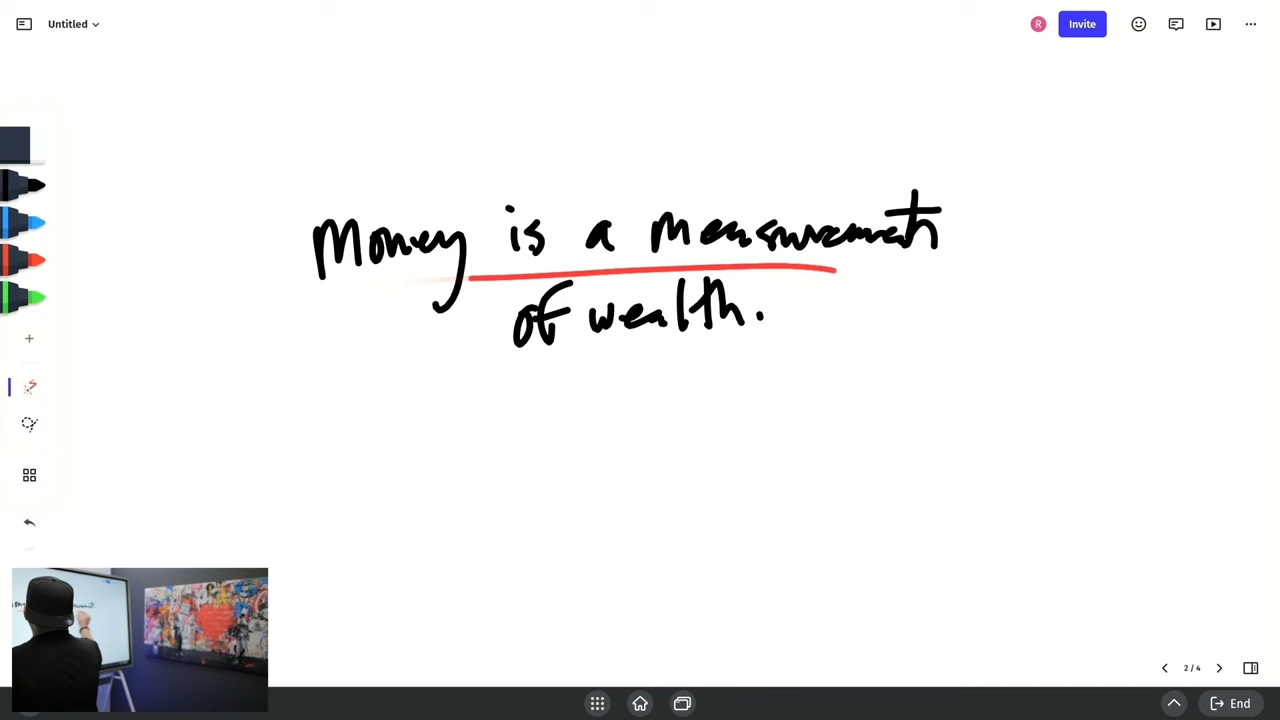 Untitled
R
Invite
Money is a measurement
of wealth.
2/4
End